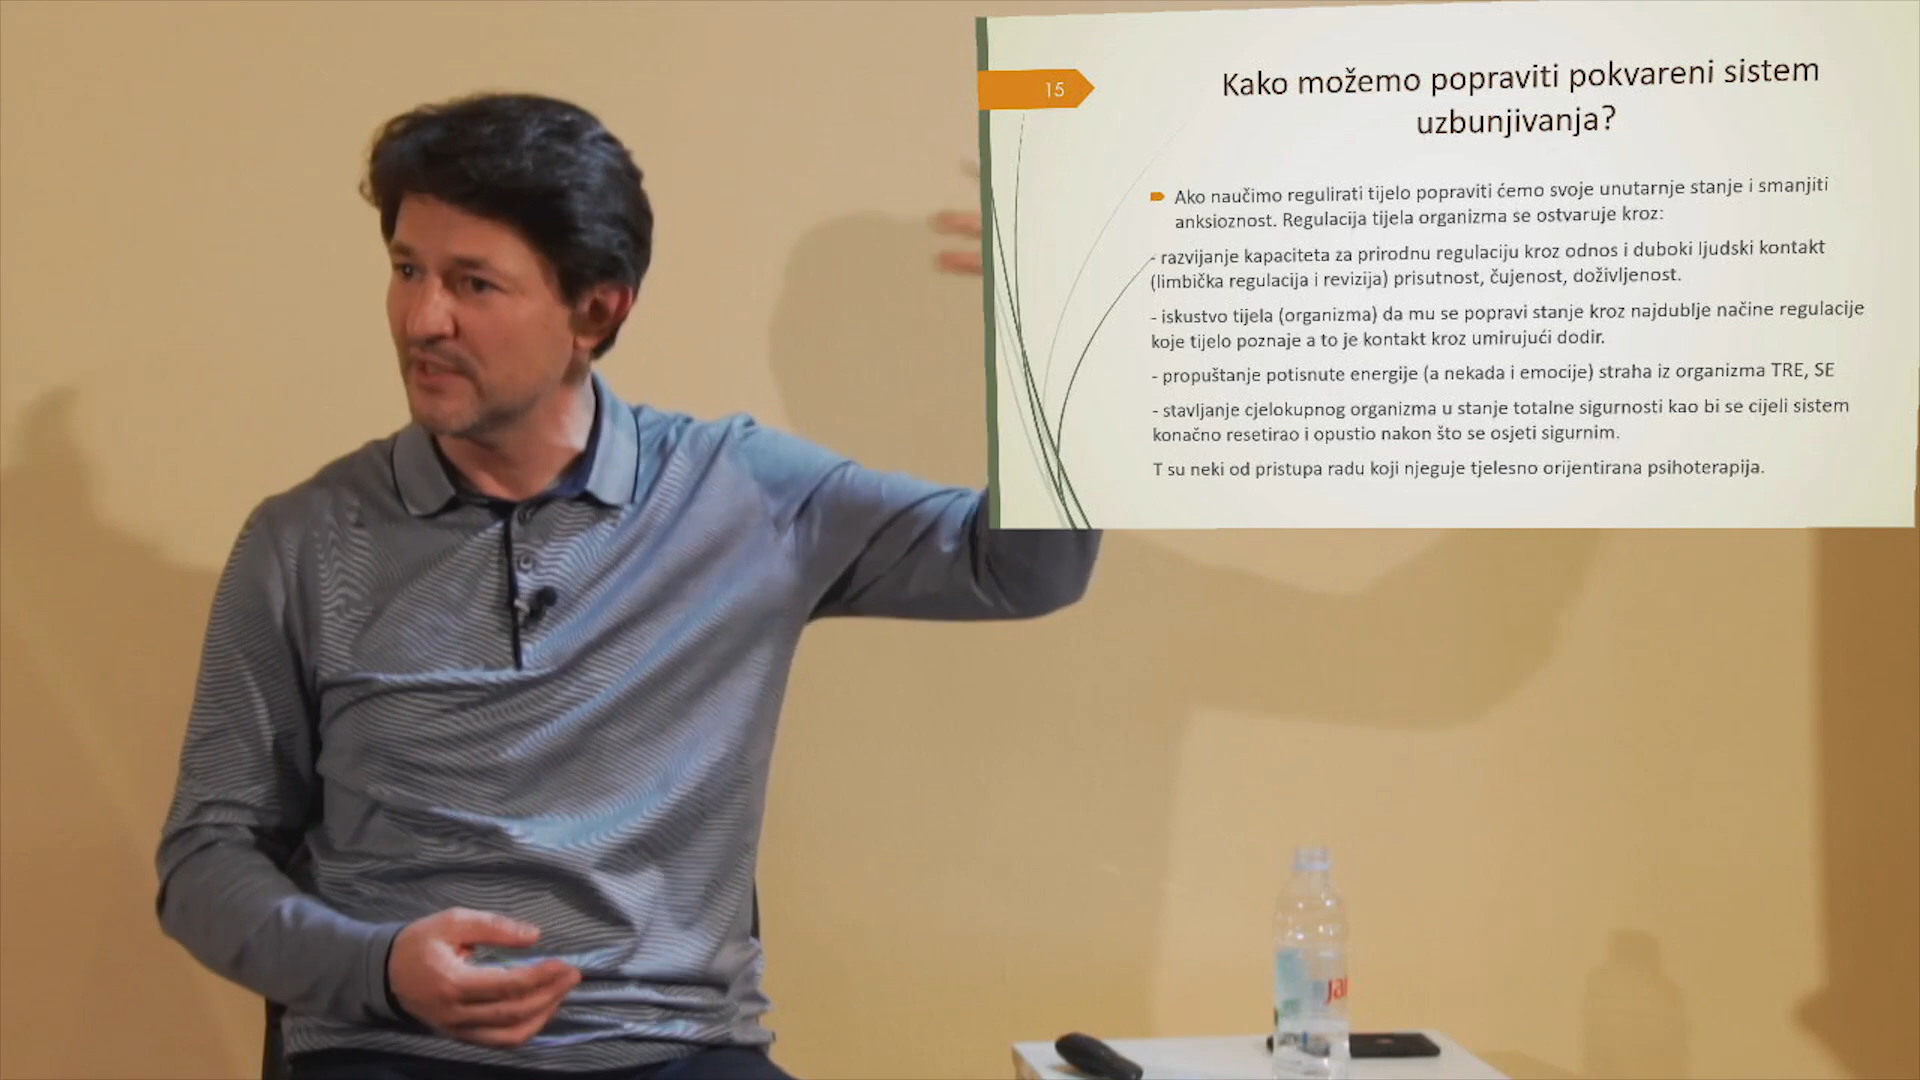 15
Kako možemo popraviti pokvareni sistem
uzbunjivanja?
Ako naučimo regulirati tijelo popraviti ćemo svoje unutarnje stanje i smanjiti
anksioznost. Regulacija tijela organizma se ostvaruje kroz:
- razvijanje kapaciteta za prirodnu regulaciju kroz odnos i duboki ljudski kontakt
(limbička regulacija i revizija) prisutnost, čujenost, doživljenost.
- iskustvo tijela (organizma) da mu se popravi stanje kroz najdublje načine regulacije
koje tijelo poznaje a to je kontakt kroz umirujući dodir.
- propuštanje potisnute energije (a nekada i emocije) straha iz organizma TRE, SE
- stavljanje cjelokupnog organizma u stanje totalne sigurnosti kao bi se cijeli sistem
konačno resetirao i opustio nakon što se osjeti sigurnim.
T su neki od pristupa radu koji njeguje tjelesno orijentirana psihoterapija.